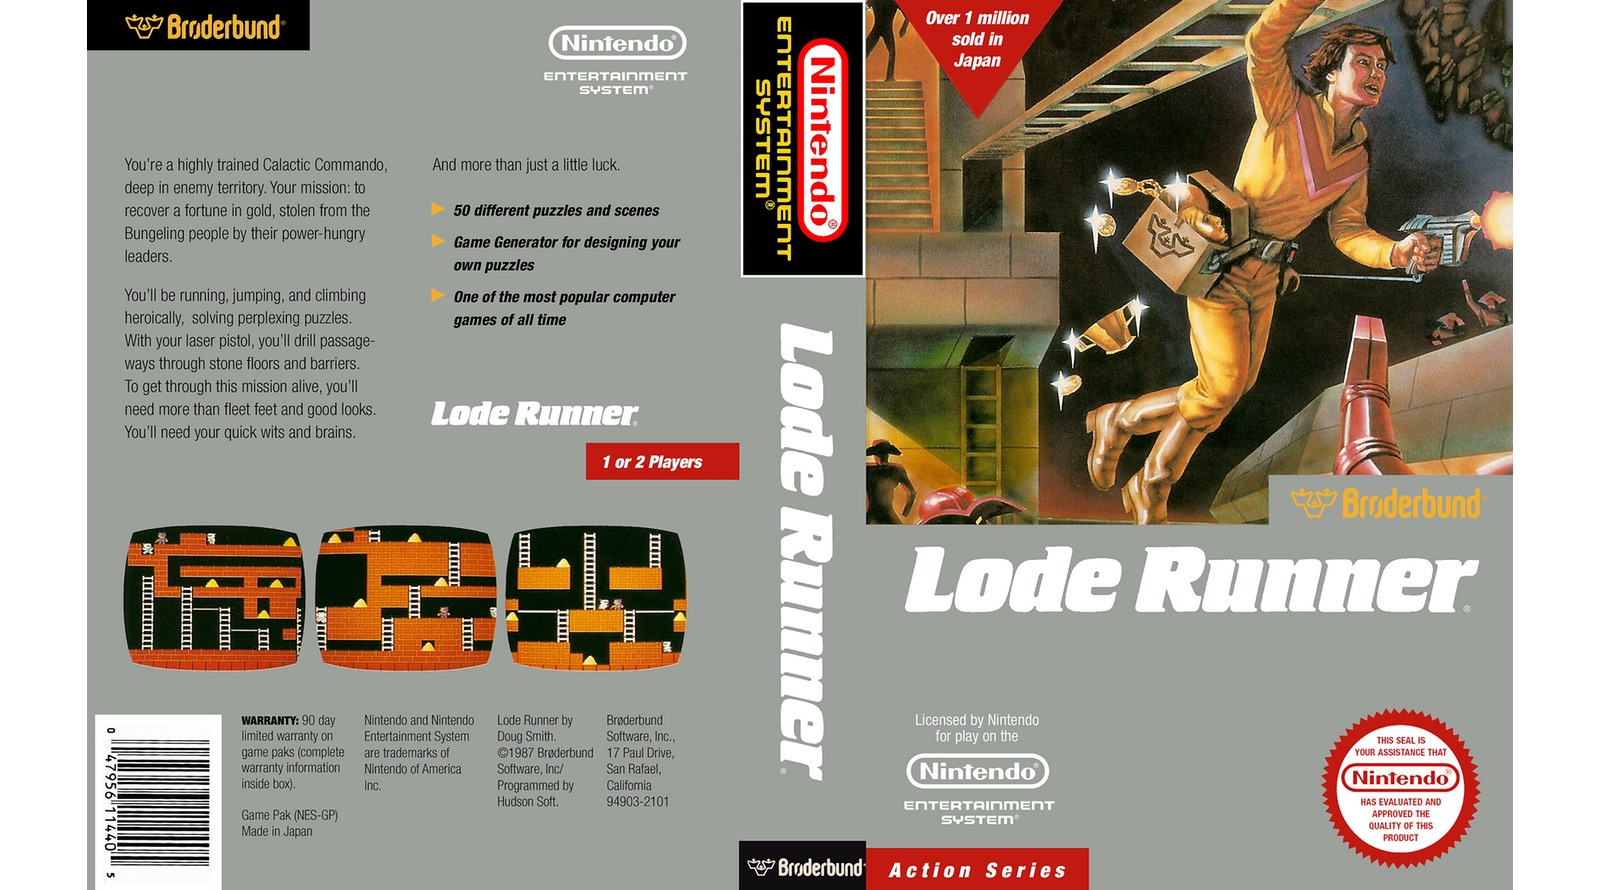 Brøderbund®
Nintendo®
ENTERTAINMENT
SYSTEM®
You're a highly trained Calactic Commando,
deep in enemy territory. Your mission: to
recover a fortune in gold, stolen from the
Bungeling people by their power-hungry
leaders.
You'll be running, jumping, and climbing
heroically, solving perplexing puzzles.
With your laser pistol, you'll drill passage-
ways through stone floors and barriers.
To get through this mission alive, you'll
need more than fleet feet and good looks.
You'll need your quick wits and brains.
And more than just a little luck.
50 different puzzles and scenes
Game Generator for designing your
own puzzles
One of the most popular computer
games of all time
Lode Runner®
1 or 2 Players
0 47956 11440 5
WARRANTY: 90 day
limited warranty on
game paks (complete
warranty information
inside box).
Game Pak (NES-GP)
Made in Japan
Nintendo and Nintendo
Entertainment System
are trademarks of
Nintendo of America
Inc.
Lode Runner by
Doug Smith.
©1987 Brøderbund
Software, Inc/
Programmed by
Hudson Soft.
Brøderbund
Software, Inc.,
17 Paul Drive,
San Rafael,
California
94903-2101
Nintendo®
ENTERTAINMENT
SYSTEM®
Lode Runner®
Brøderbund
Over 1 million
sold in
Japan
Brøderbund®
Lode Runner®
Licensed by Nintendo
for play on the
Nintendo®
ENTERTAINMENT
SYSTEM®
Action Series
THIS SEAL IS
YOUR ASSISTANCE THAT
Nintendo®
HAS EVALUATED AND
APPROVED THE
QUALITY OF THIS
PRODUCT